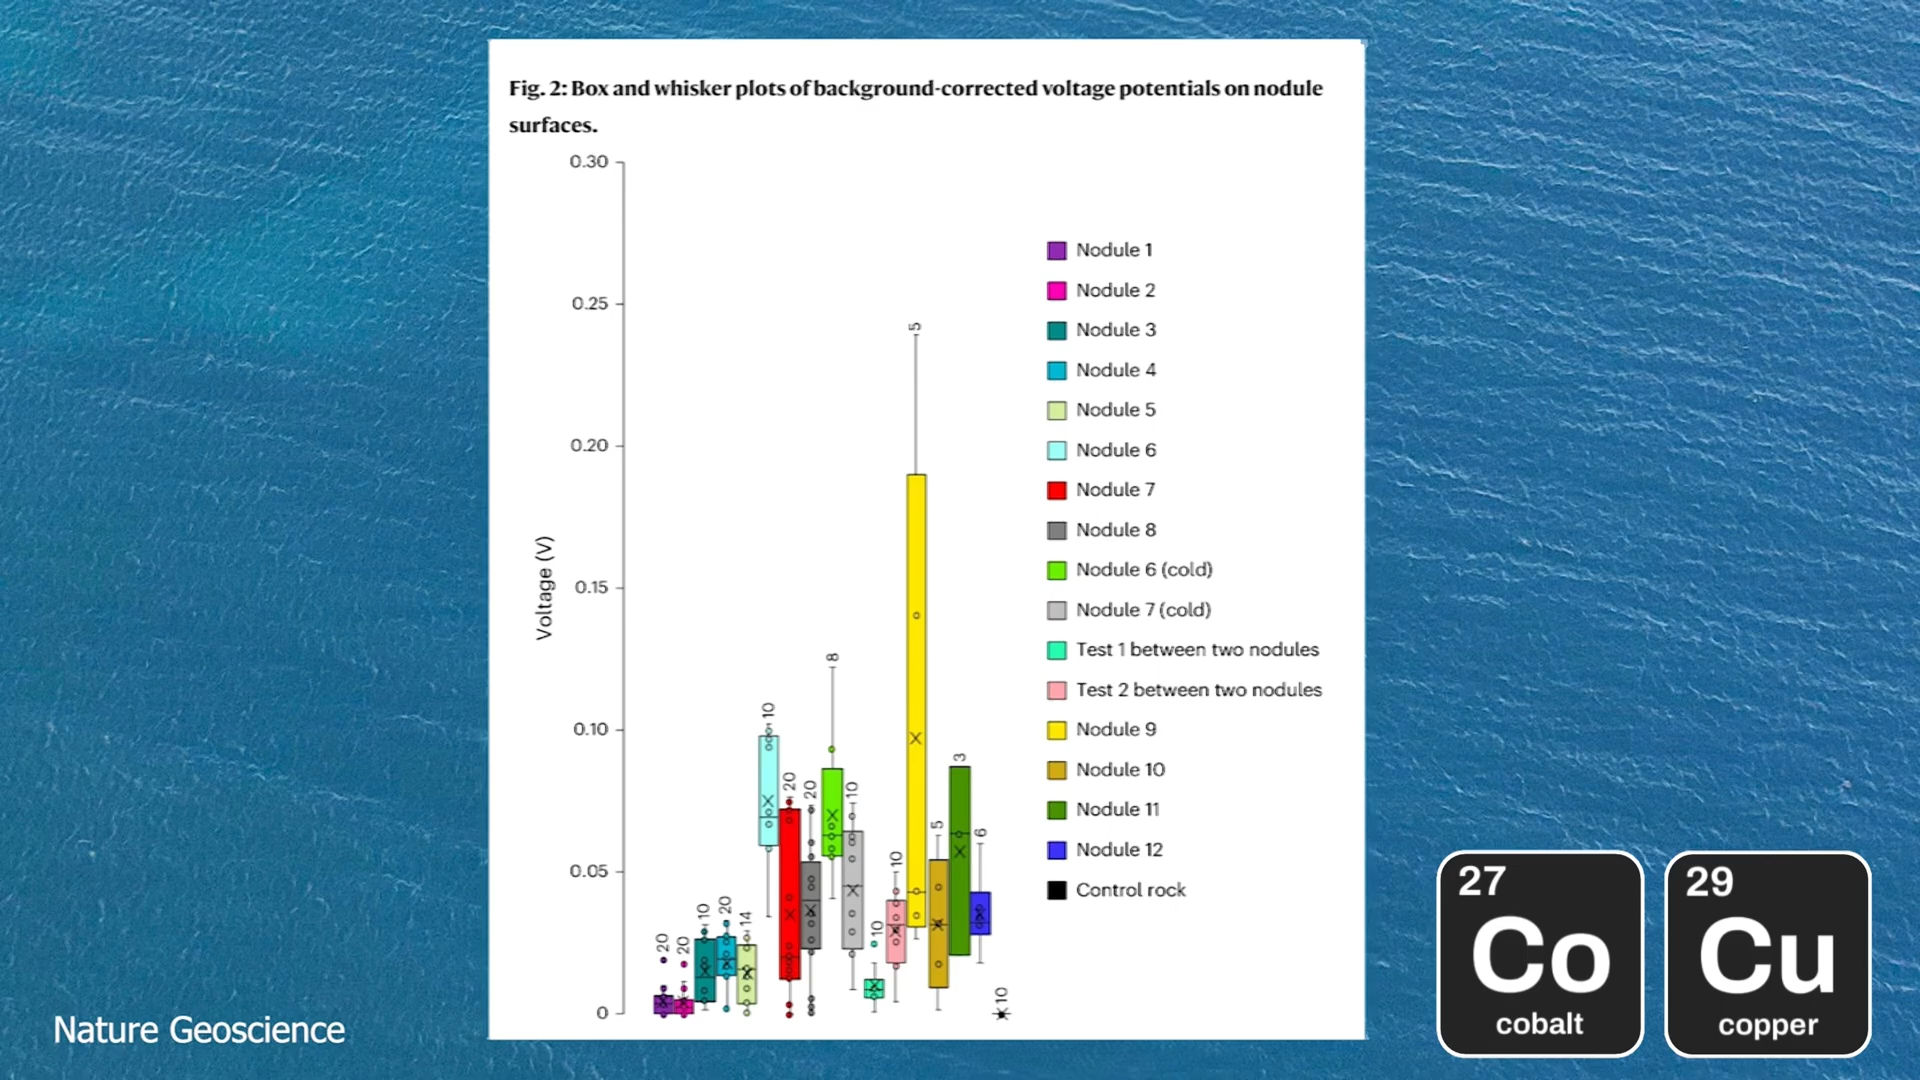 Fig. 2: Box and whisker plots of background-corrected voltage potentials on nodule
surfaces.
0.30
0.25
0.20
0.15
0.10
0.05
0
Voltage (V)
20
20
10
20
14
10
20
20
8
10
10
10
5
5
3
6
10
Nodule 1
Nodule 2
Nodule 3
Nodule 4
Nodule 5
Nodule 6
Nodule 7
Nodule 8
Nodule 6 (cold)
Nodule 7 (cold)
Test 1 between two nodules
Test 2 between two nodules
Nodule 9
Nodule 10
Nodule 11
Nodule 12
Control rock
Nature Geoscience
27
Co
cobalt
29
Cu
copper